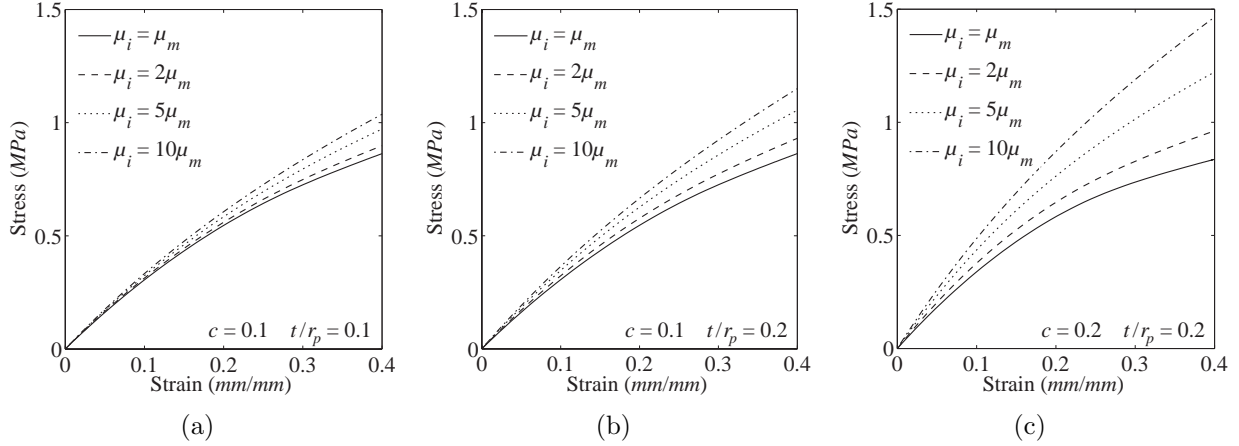 1.5
μi = μm
μi = 2μm
μi = 5μm
μi = 10μm
1
0.5
0
Stress (MPa)
c = 0.1 t/rp = 0.1
0 0.1 0.2 0.3 0.4
Strain (mm/mm)
(a)
1.5
μi = μm
μi = 2μm
μi = 5μm
μi = 10μm
1
0.5
0
Stress (MPa)
c = 0.1 t/rp = 0.2
0 0.1 0.2 0.3 0.4
Strain (mm/mm)
(b)
1.5
μi = μm
μi = 2μm
μi = 5μm
μi = 10μm
1
0.5
0
Stress (MPa)
c = 0.2 t/rp = 0.2
0 0.1 0.2 0.3 0.4
Strain (mm/mm)
(c)